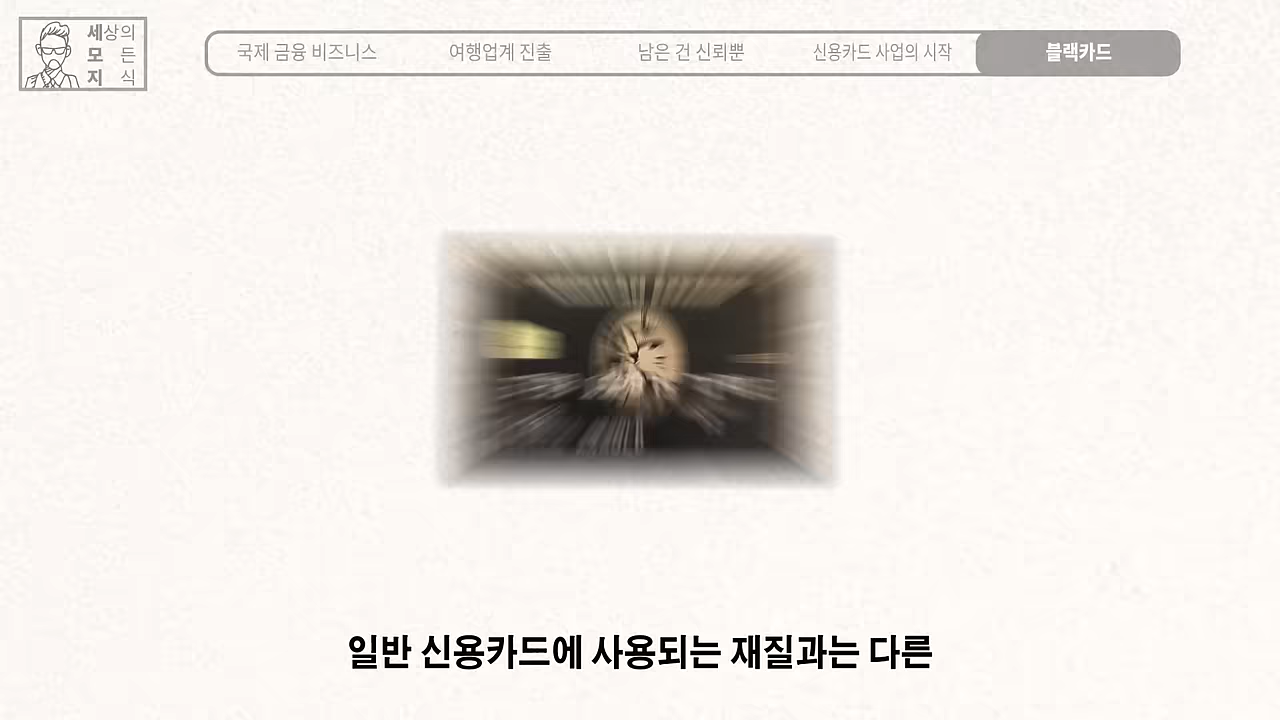 세상의
모든
지식
국제 금융 비즈니스
여행업계 진출
남은 건 신뢰뿐
신용카드 사업의 시작
블랙카드
일반 신용카드에 사용되는 재질과는 다른